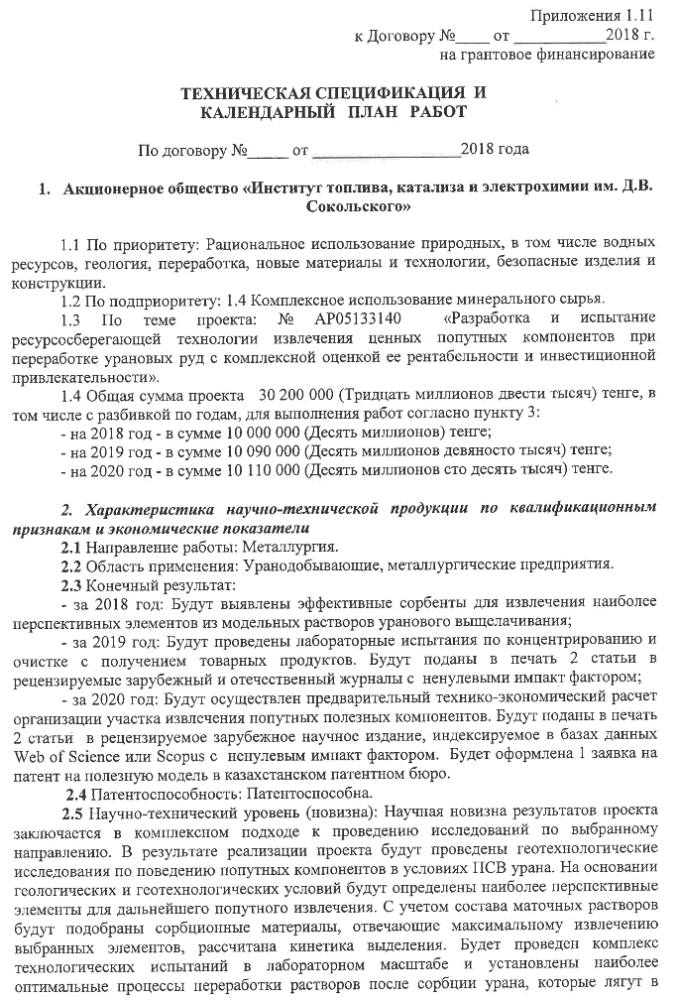 Приложения 1.11
к Договору №____ от ___________2018 г.
на грантовое финансирование
ТЕХНИЧЕСКАЯ СПЕЦИФИКАЦИЯ И
КАЛЕНДАРНЫЙ ПЛАН РАБОТ
По договору №_____ от __________________2018 года
1. Акционерное общество «Институт топлива, катализа и электрохимии им. Д.В.
Сокольского»
1.1 По приоритету: Рациональное использование природных, в том числе водных
ресурсов, геология, переработка, новые материалы и технологии, безопасные изделия и
конструкции.
1.2 По подприоритету: 1.4 Комплексное использование минерального сырья.
1.3 По теме проекта: № АР05133140 «Разработка и испытание
ресурсосберегающей технологии извлечения ценных попутных компонентов при
переработке урановых руд с комплексной оценкой ее рентабельности и инвестиционной
привлекательности».
1.4 Общая сумма проекта 30 200 000 (Тридцать миллионов двести тысяч) тенге, в
том числе с разбивкой по годам, для выполнения работ согласно пункту 3:
- на 2018 год - в сумме 10 000 000 (Десять миллионов) тенге;
- на 2019 год - в сумме 10 090 000 (Десять миллионов девяносто тысяч) тенге;
- на 2020 год - в сумме 10 110 000 (Десять миллионов сто десять тысяч) тенге.
2. Характеристика научно-технической продукции по квалификационным
признакам и экономические показатели
2.1 Направление работы: Металлургия.
2.2 Область применения: Уранодобывающие, металлургические предприятия.
2.3 Конечный результат:
- за 2018 год: Будут выявлены эффективные сорбенты для извлечения наиболее
перспективных элементов из модельных растворов уранового выщелачивания;
- за 2019 год: Будут проведены лабораторные испытания по концентрированию и
очистке с получением товарных продуктов. Будут поданы в печать 2 статьи в
рецензируемые зарубежный и отечественный журналы с ненулевыми импакт фактором;
- за 2020 год: Будут осуществлен предварительный технико-экономический расчет
организации участка извлечения попутных полезных компонентов. Будут поданы в печать
2 статьи в рецензируемое зарубежное научное издание, индексируемое в базах данных
Web of Science или Scopus с ненулевым импакт фактором. Будет оформлена 1 заявка на
патент на полезную модель в казахстанском патентном бюро.
2.4 Патентоспособность: Патентоспособна.
2.5 Научно-технический уровень (новизна): Научная новизна результатов проекта
заключается в комплексном подходе к проведению исследований по выбранному
направлению. В результате реализации проекта будут проведены геотехнологические
исследования по поведению попутных компонентов в условиях ПСВ урана. На основании
геологических и геотехнологических условий будут определены наиболее перспективные
элементы для дальнейшего попутного извлечения. С учетом состава маточных растворов
будут подобраны сорбционные материалы, отвечающие максимальному извлечению
выбранных элементов, рассчитана кинетика выделения. Будет проведен комплекс
технологических испытаний в лабораторном масштабе и установлены наиболее
оптимальные процессы переработки растворов после сорбции урана, которые лягут в